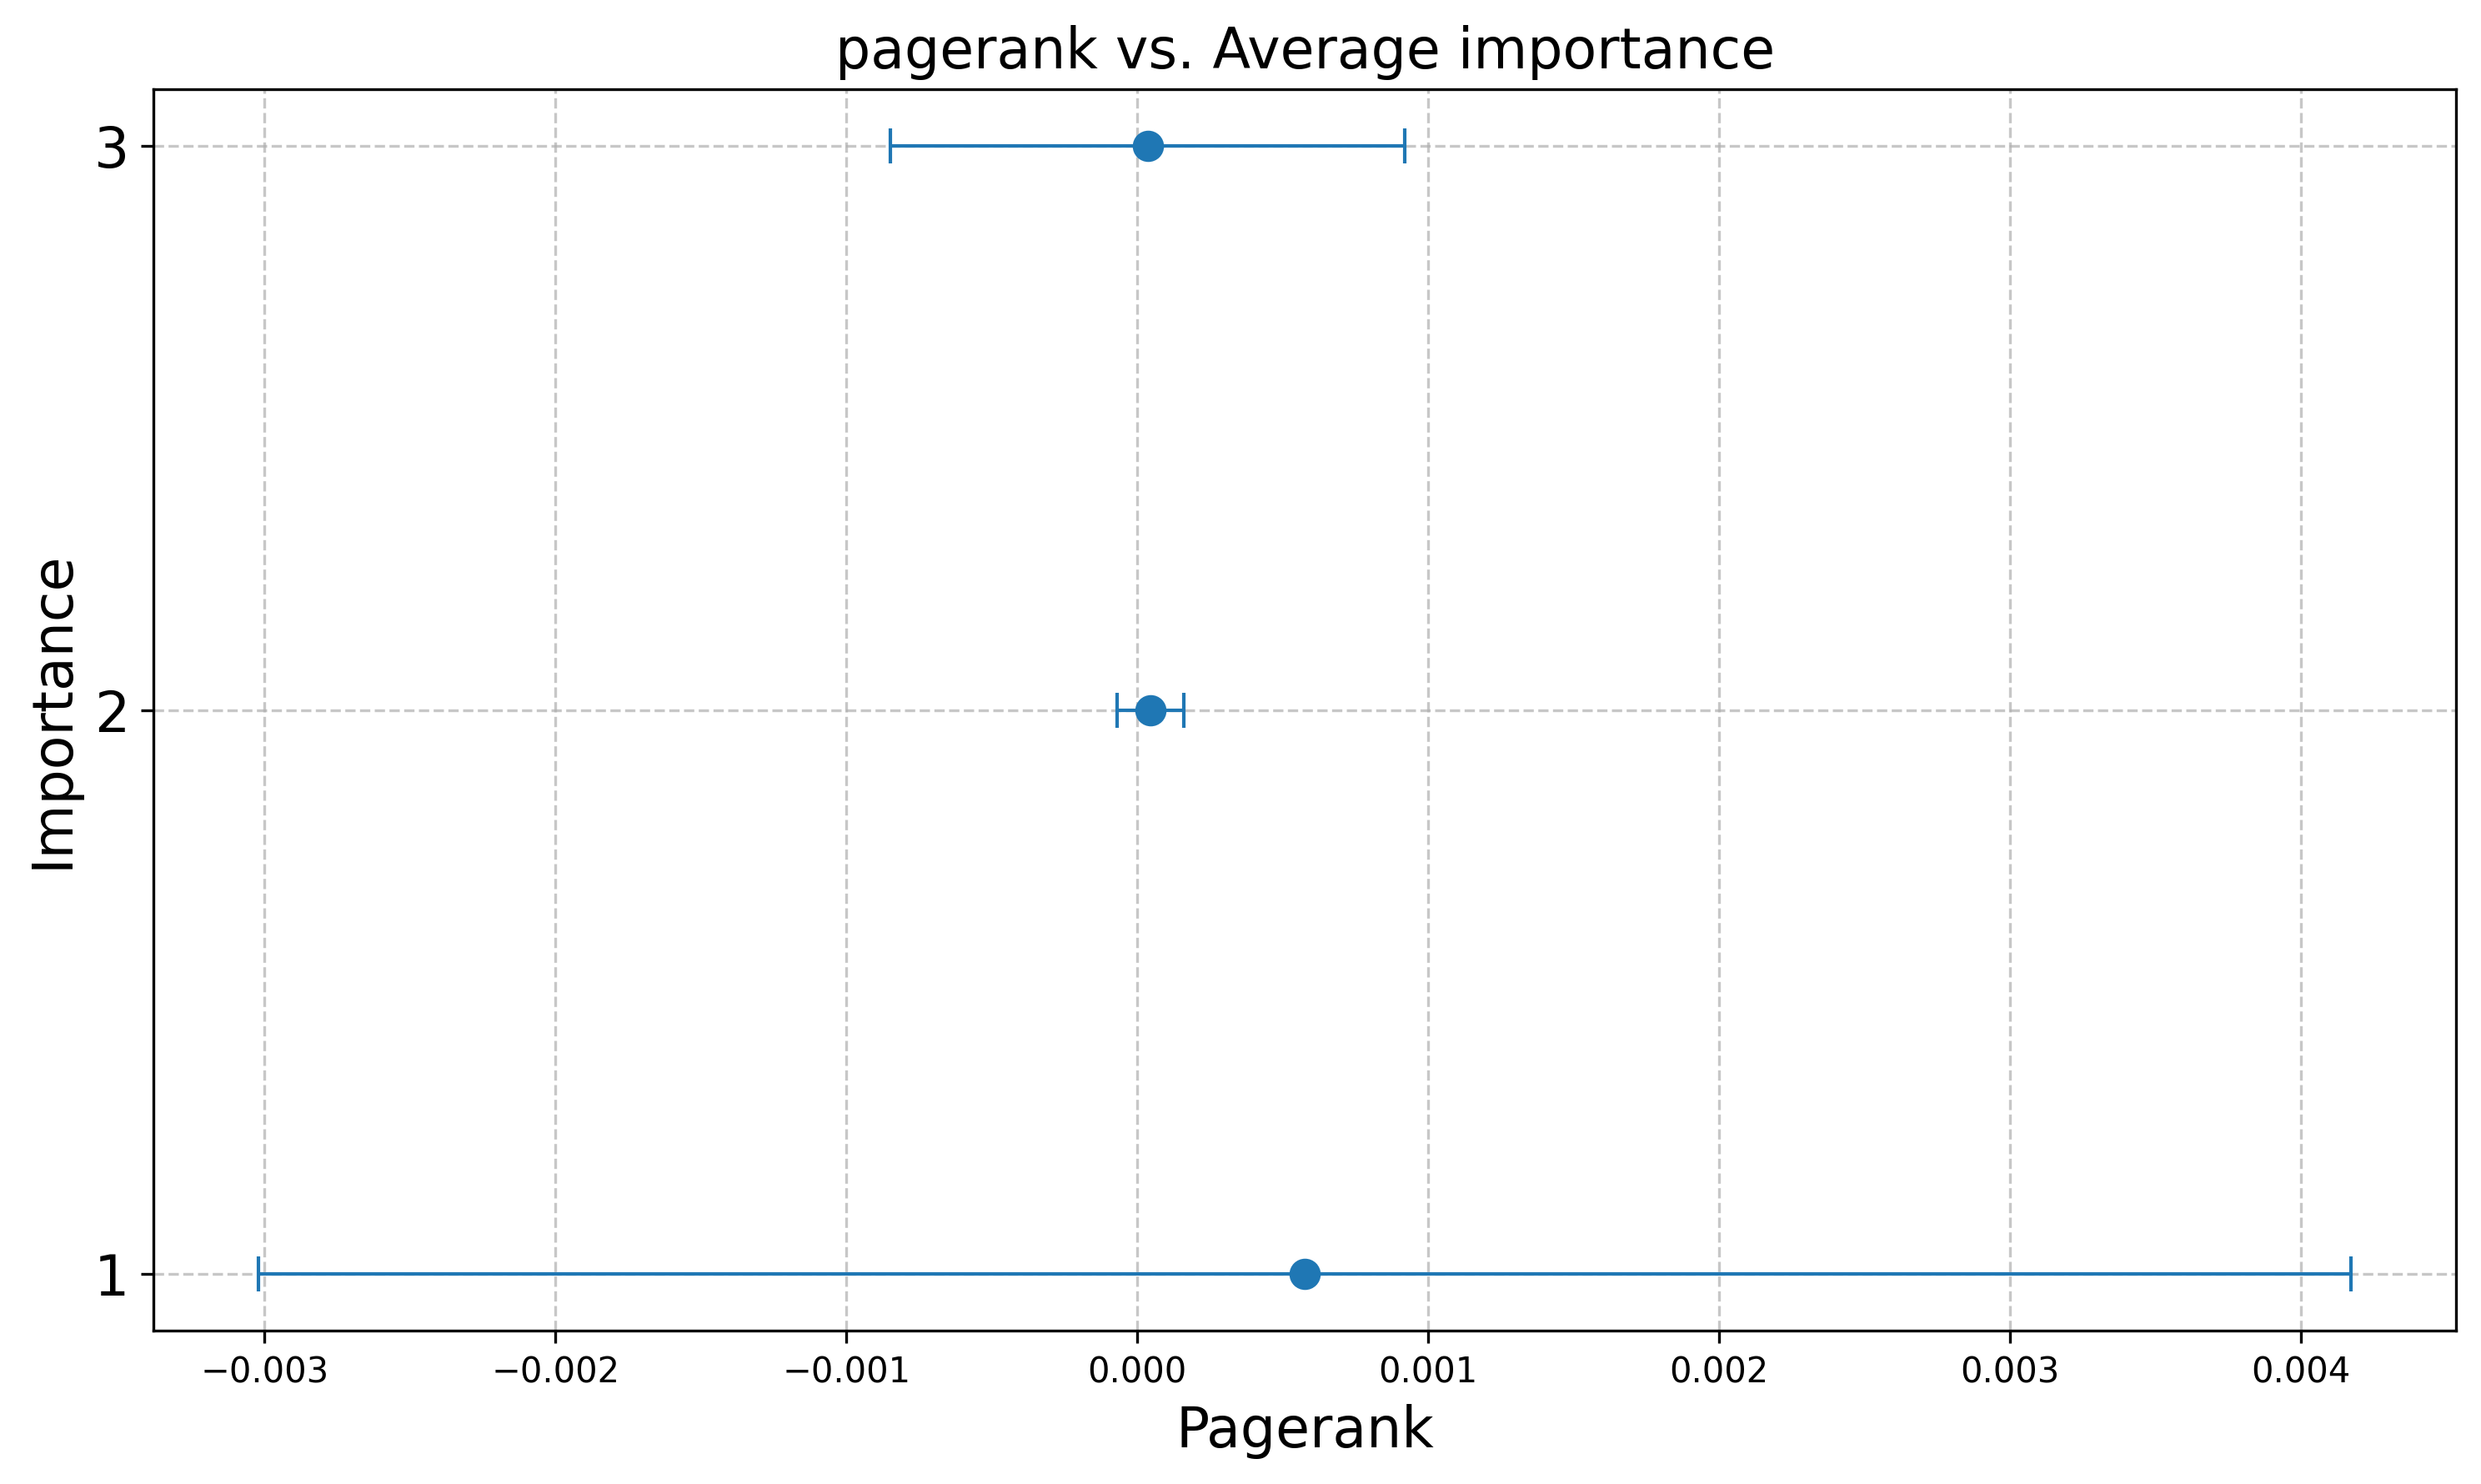 pagerank vs. Average importance
3
2
1
Importance
−0.003 −0.002 −0.001 0.000 0.001 0.002 0.003 0.004
Pagerank